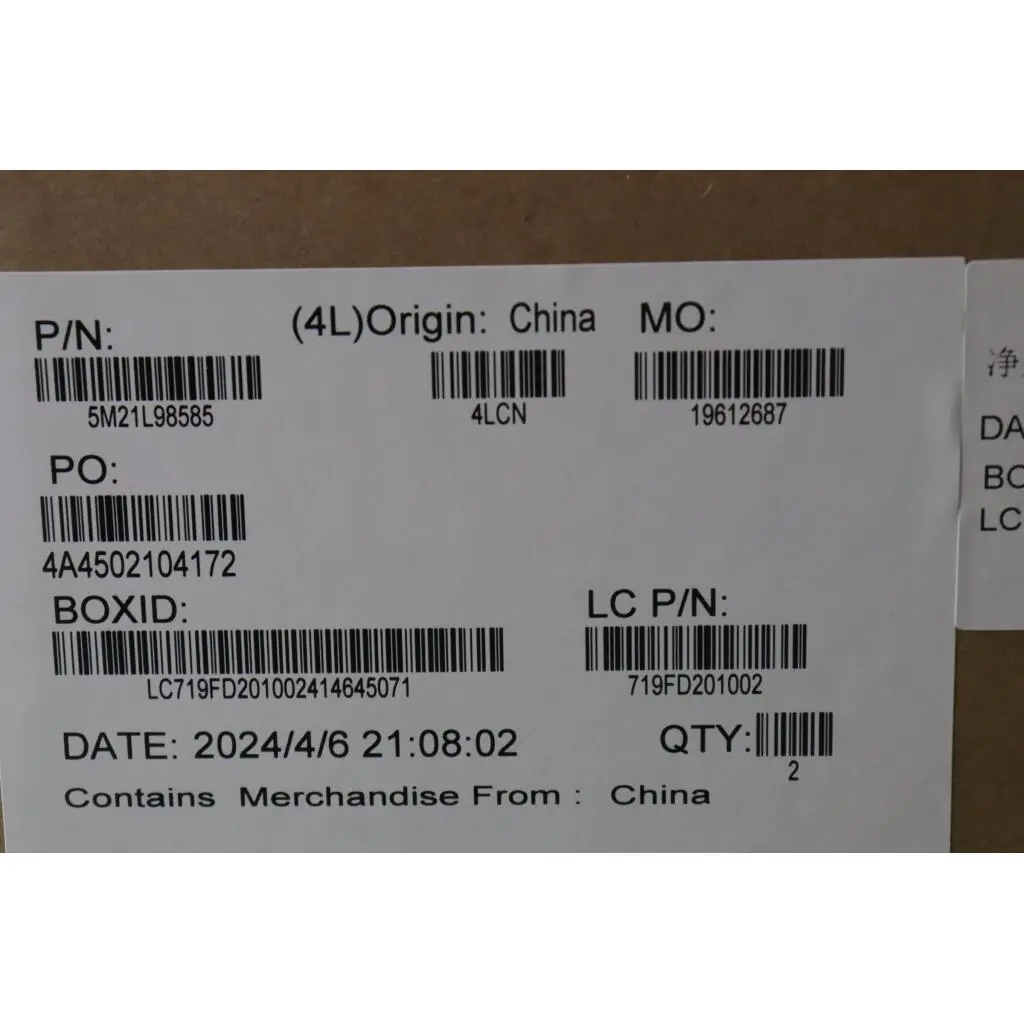 P/N:
(4L)Origin: China
MO:
5M21L98585
4LCN
19612687
PO:
4A4502104172
BOXID:
LC P/N:
LC719FD201002414645071
719FD201002
DATE: 2024/4/6 21:08:02
QTY:
2
Contains Merchandise From : China
净
DA
BO
LC